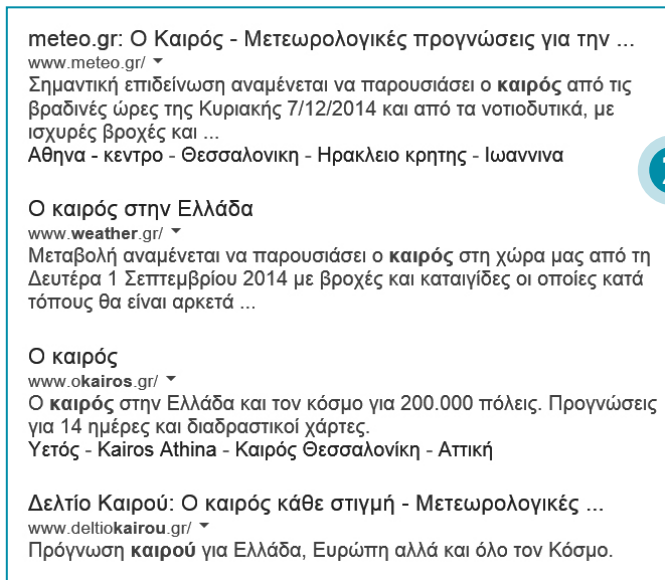 meteo.gr: Ο Καιρός - Μετεωρολογικές προγνώσεις για την ...
www.meteo.gr/
Σημαντική επιδείνωση αναμένεται να παρουσιάσει ο καιρός από τις
βραδινές ώρες της Κυριακής 7/12/2014 και από τα νοτιοδυτικά, με
ισχυρές βροχές και ...
Αθηνα - κεντρο - Θεσσαλονικη - Ηρακλειο κρητης - Ιωαννινα
Ο καιρός στην Ελλάδα
www.weather.gr/
Μεταβολή αναμένεται να παρουσιάσει ο καιρός στη χώρα μας από τη
Δευτέρα 1 Σεπτεμβρίου 2014 με βροχές και καταιγίδες οι οποίες κατά
τόπους θα είναι αρκετά ...
Ο καιρός
www.okairos.gr/
Ο καιρός στην Ελλάδα και τον κόσμο για 200.000 πόλεις. Προγνώσεις
για 14 ημέρες και διαδραστικοί χάρτες.
Υετός - Kairos Athina - Καιρός Θεσσαλονίκη - Αττική
Δελτίο Καιρού: Ο καιρός κάθε στιγμή - Μετεωρολογικές ...
www.deltiokairou.gr/
Πρόγνωση καιρού για Ελλάδα, Ευρώπη αλλά και όλο τον Κόσμο.